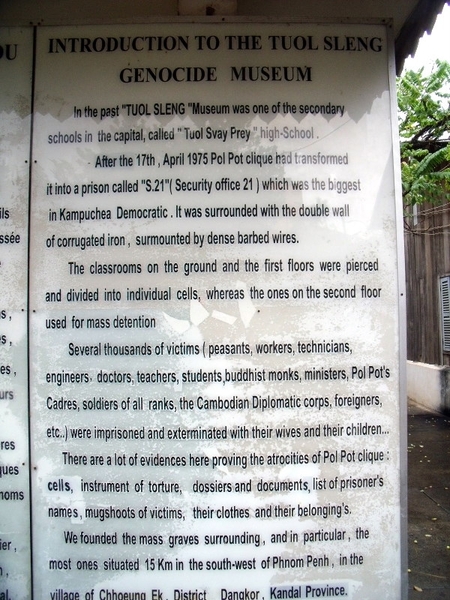 INTRODUCTION TO THE TUOL SLENG
GENOCIDE MUSEUM
In the past "TUOL SLENG "Museum was one of the secondary
schools in the capital, called " Tuol Svay Prey " high-School .
After the 17th , April 1975 Pol Pot clique had transformed
it into a prison called "S.21"( Security office 21 ) which was the biggest
in Kampuchea Democratic . It was surrounded with the double wall
of corrugated iron , surmounted by dense barbed wires.
The classrooms on the ground and the first floors were pierced
and divided into individual cells, whereas the ones on the second floor
used for mass detention
Several thousands of victims ( peasants, workers, technicians,
engineers, doctors, teachers, students,buddhist monks, ministers, Pol Pot's
Cadres, soldiers of all ranks, the Cambodian Diplomatic corps, foreigners,
etc..) were imprisoned and exterminated with their wives and their children...
There are a lot of evidences here proving the atrocities of Pol Pot clique :
cells, instrument of torture, dossiers and documents, list of prisoner's
names , mugshoots of victims, their clothes and their belonging's.
We founded the mass graves surrounding , and in particular , the
most ones situated 15 Km in the south-west of Phnom Penh , in the
village of Chhoeung Ek , District Dangkor , Kandal Province.